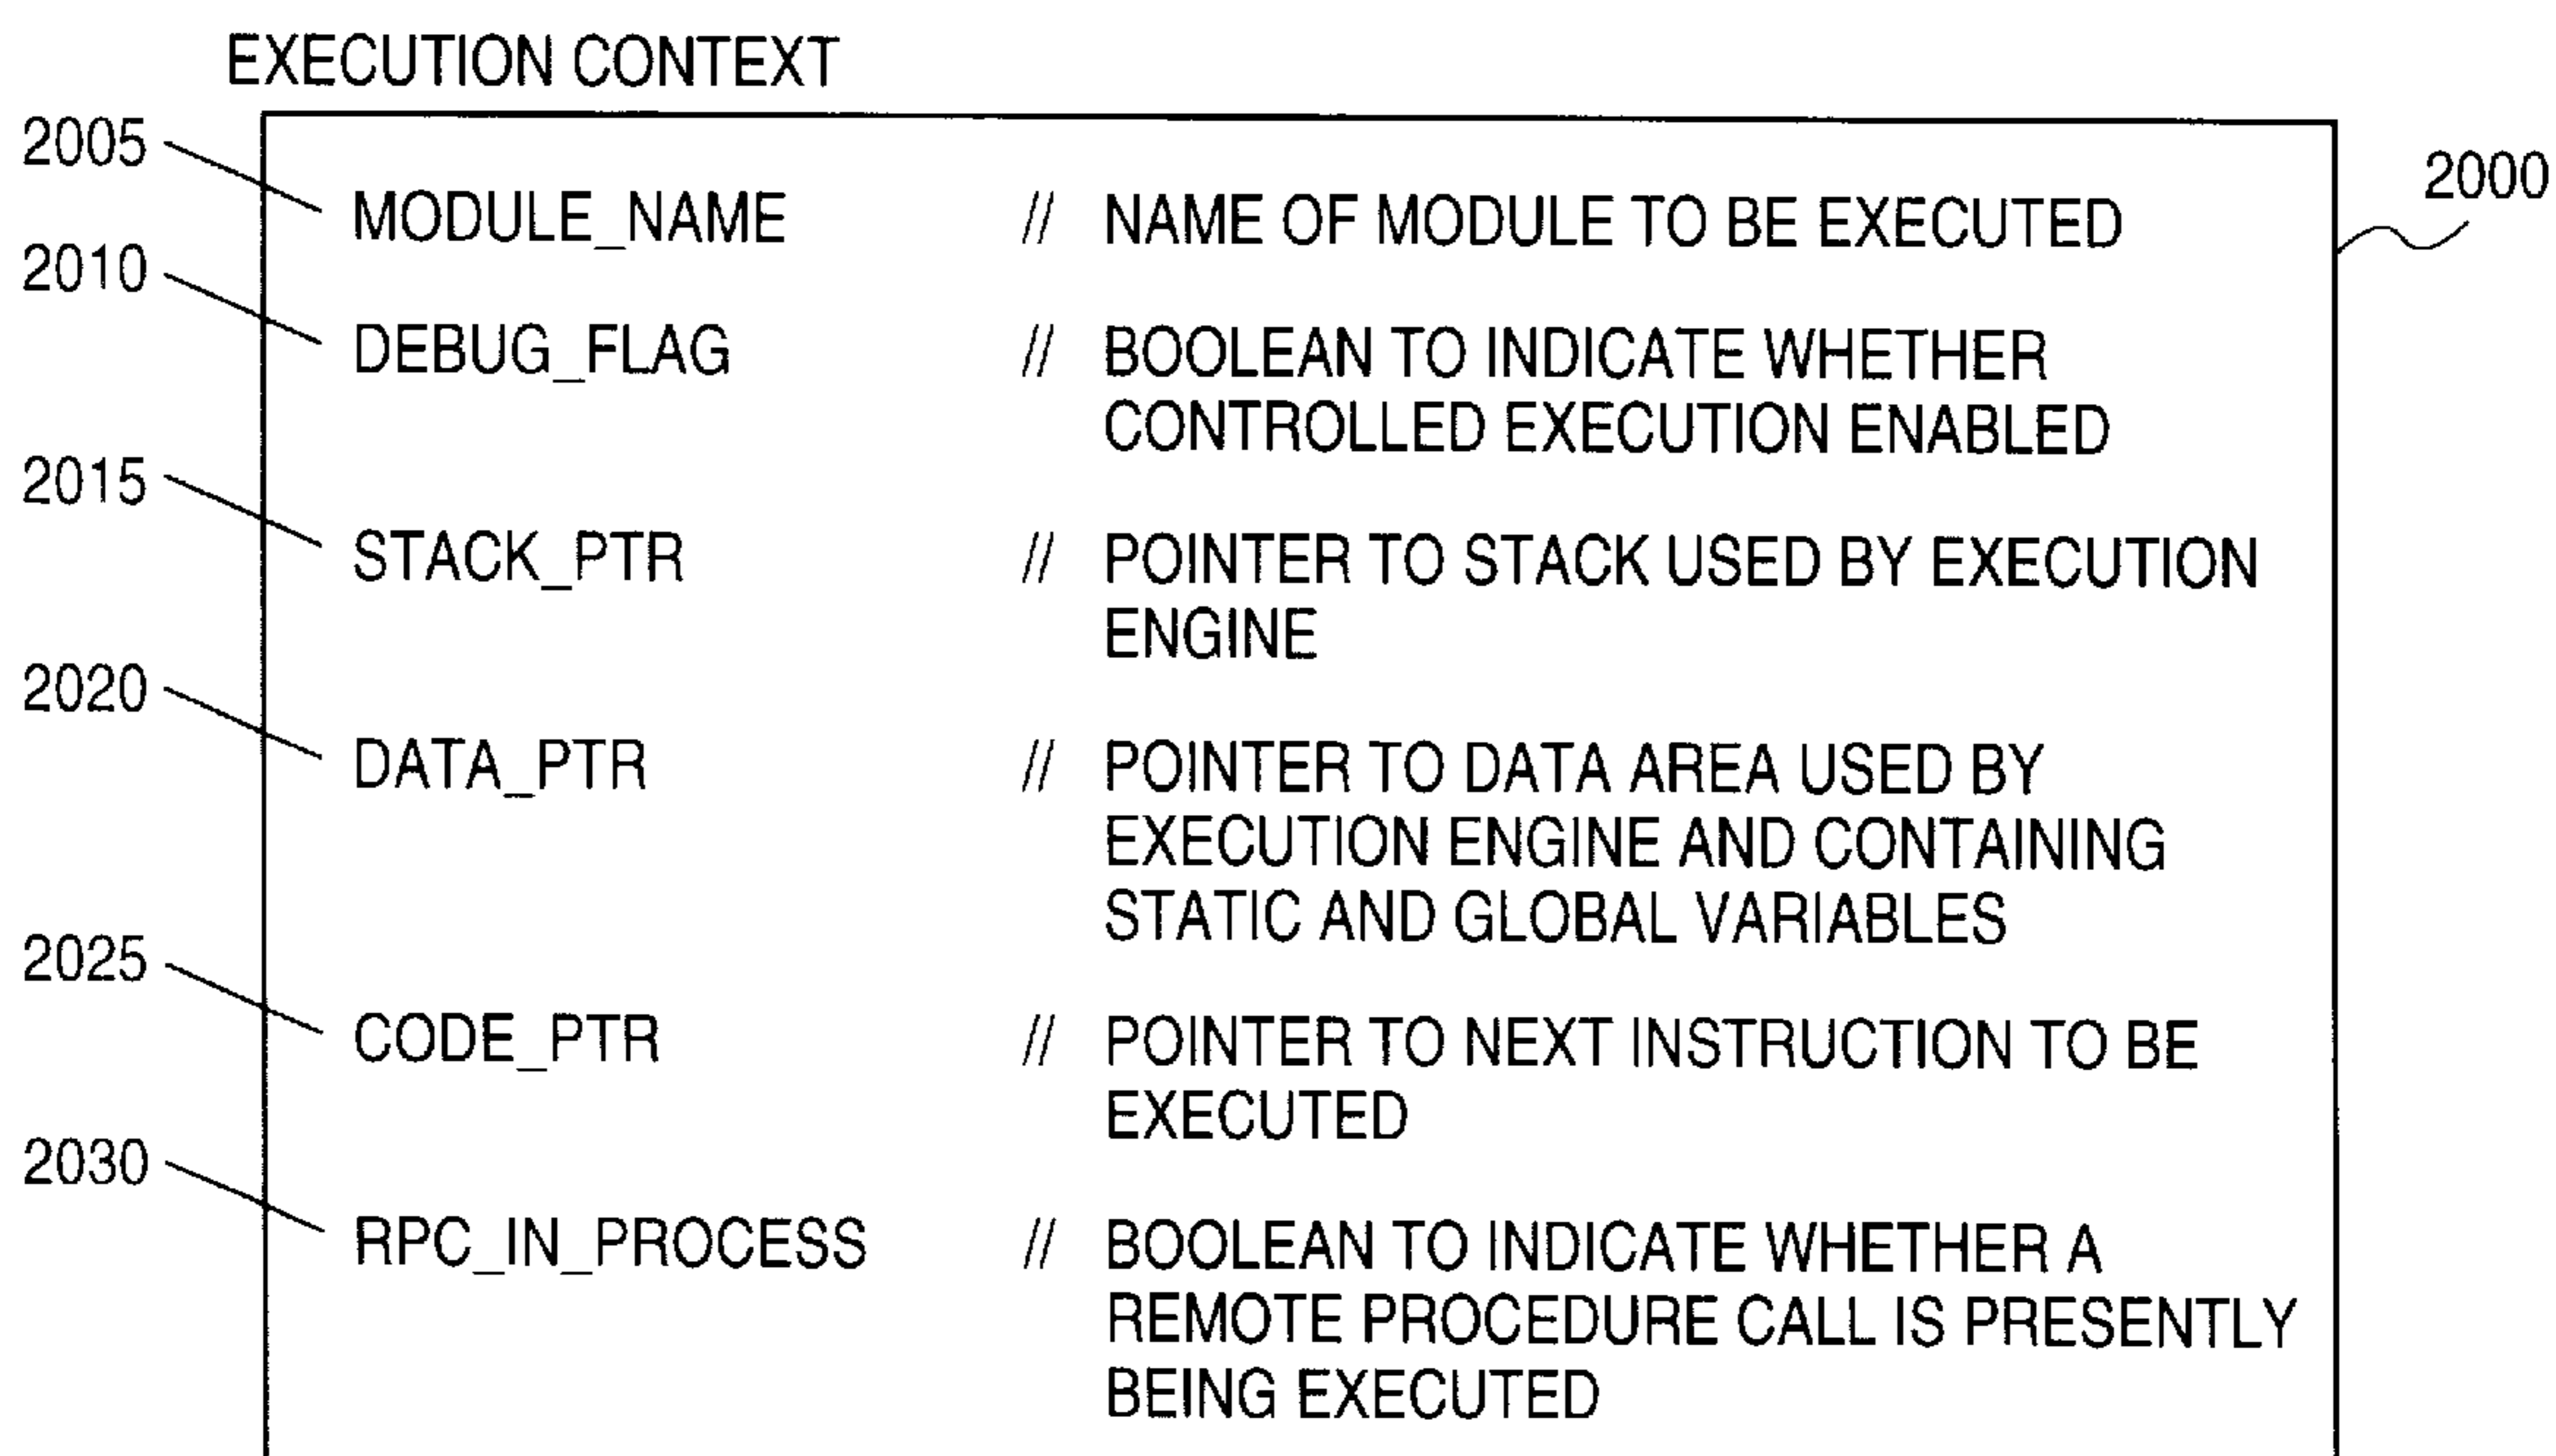 EXECUTION CONTEXT
2005
MODULE_NAME // NAME OF MODULE TO BE EXECUTED
2000
2010
DEBUG_FLAG // BOOLEAN TO INDICATE WHETHER
CONTROLLED EXECUTION ENABLED
2015
STACK_PTR // POINTER TO STACK USED BY EXECUTION
ENGINE
2020
DATA_PTR // POINTER TO DATA AREA USED BY
EXECUTION ENGINE AND CONTAINING
STATIC AND GLOBAL VARIABLES
2025
CODE_PTR // POINTER TO NEXT INSTRUCTION TO BE
EXECUTED
2030
RPC_IN_PROCESS // BOOLEAN TO INDICATE WHETHER A
REMOTE PROCEDURE CALL IS PRESENTLY
BEING EXECUTED